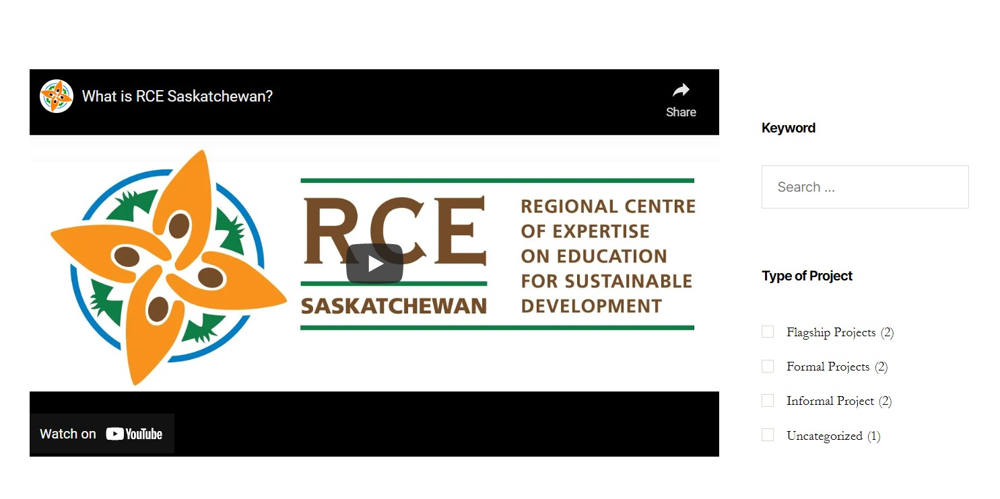 What is RCE Saskatchewan?
Share
RCE
SASKATCHEWAN
REGIONAL CENTRE
OF EXPERTISE
ON EDUCATION
FOR SUSTAINABLE
DEVELOPMENT
Watch on YouTube
Keyword
Search ...
Type of Project
Flagship Projects (2)
Formal Projects (2)
Informal Project (2)
Uncategorized (1)